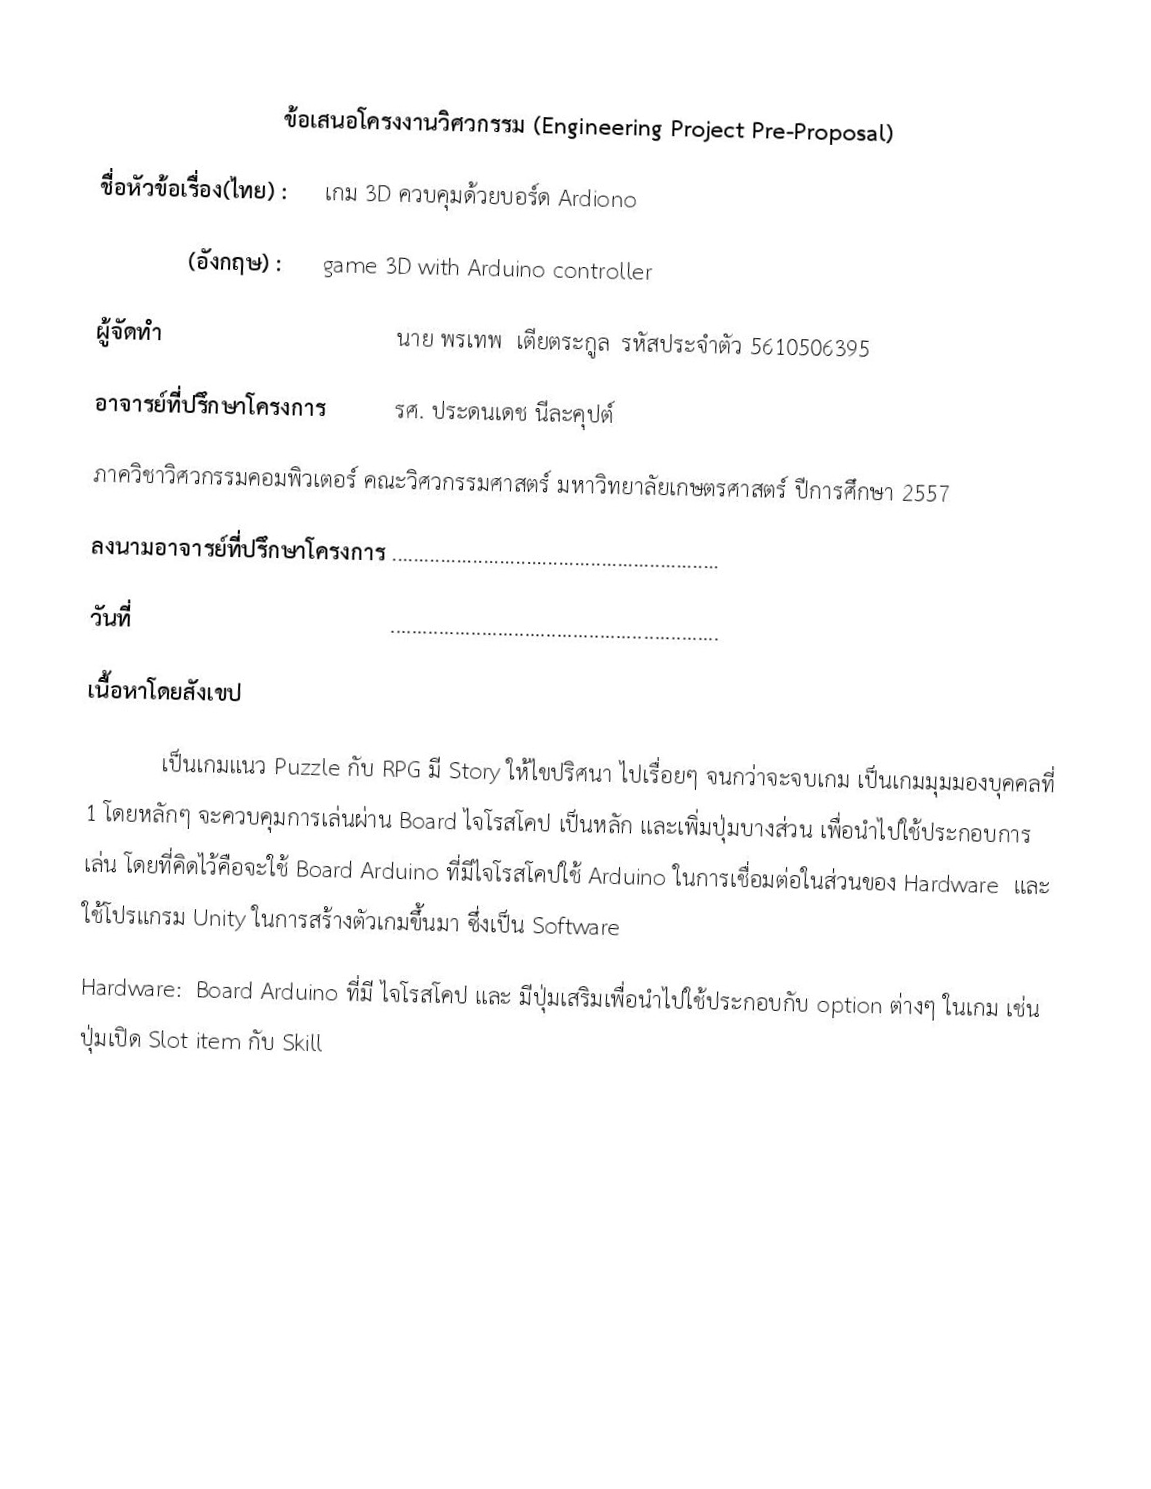 ข้อเสนอโครงงานวิศวกรรม (Engineering Project Pre-Proposal)
ชื่อหัวข้อเรื่อง(ไทย) : เกม 3D ควบคุมด้วยบอร์ด Ardiono
(อังกฤษ) : game 3D with Arduino controller
ผู้จัดทำ นาย พรเทพ เตียตระกูล รหัสประจำตัว 5610506395
อาจารย์ที่ปรึกษาโครงการ รศ. ประดนเดช นีละคุปต์
ภาควิชาวิศวกรรมคอมพิวเตอร์ คณะวิศวกรรมศาสตร์ มหาวิทยาลัยเกษตรศาสตร์ ปีการศึกษา 2557
ลงนามอาจารย์ที่ปรึกษาโครงการ ..............................................................
วันที่ ..............................................................
เนื้อหาโดยสังเขป
เป็นเกมแนว Puzzle กับ RPG มี Story ให้ไขปริศนา ไปเรื่อยๆ จนกว่าจะจบเกม เป็นเกมมุมมองบุคคลที่
1 โดยหลักๆ จะควบคุมการเล่นผ่าน Board ไจโรสโคป เป็นหลัก และเพิ่มปุ่มบางส่วน เพื่อนำไปใช้ประกอบการ
เล่น โดยที่คิดไว้คือจะใช้ Board Arduino ที่มีไจโรสโคปใช้ Arduino ในการเชื่อมต่อในส่วนของ Hardware และ
ใช้โปรแกรม Unity ในการสร้างตัวเกมขึ้นมา ซึ่งเป็น Software
Hardware: Board Arduino ที่มี ไจโรสโคป และ มีปุ่มเสริมเพื่อนำไปใช้ประกอบกับ option ต่างๆ ในเกม เช่น
ปุ่มเปิด Slot item กับ Skill